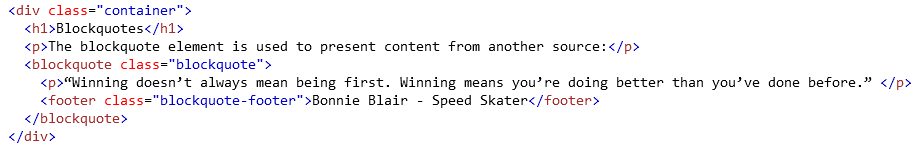 <div class="container">
<h1>Blockquotes</h1>
<p>The blockquote element is used to present content from another source:</p>
<blockquote class="blockquote">
<p>“Winning doesn’t always mean being first. Winning means you’re doing better than you’ve done before.” </p>
<footer class="blockquote-footer">Bonnie Blair - Speed Skater</footer>
</blockquote>
</div>